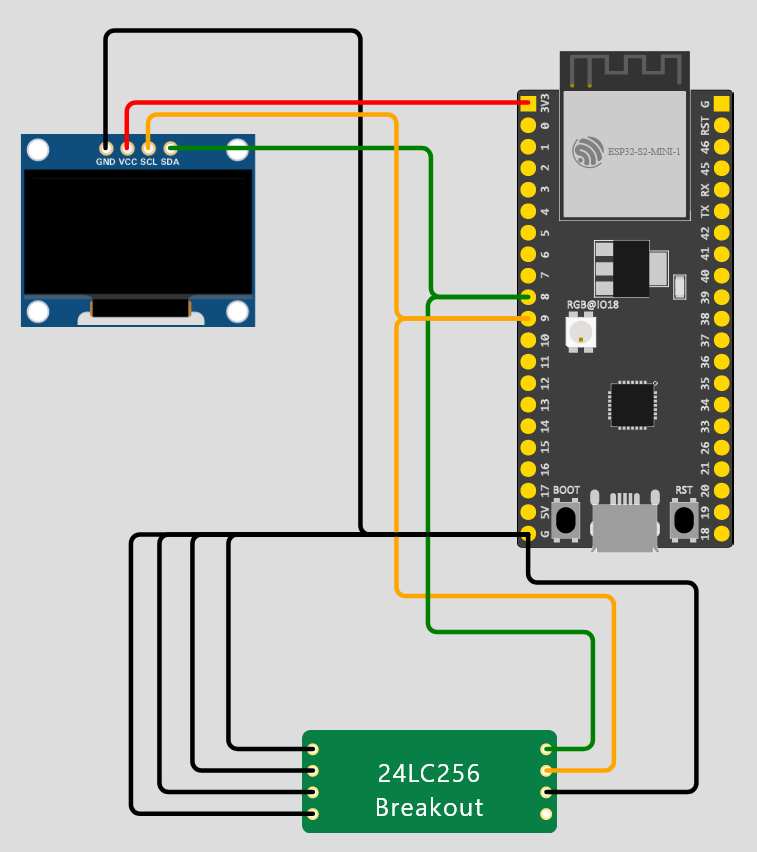 GND VCC SCL SDA
ESP32-S2-MINI-1
3V3
0
1
2
3
4
5
6
7
8
9
10
11
12
13
14
15
16
17
5V
G
G
RST
46
45
RX
TX
42
41
40
39
38
37
36
35
34
33
26
21
20
19
18
RGB@IO18
BOOT
RST
24LC256
Breakout